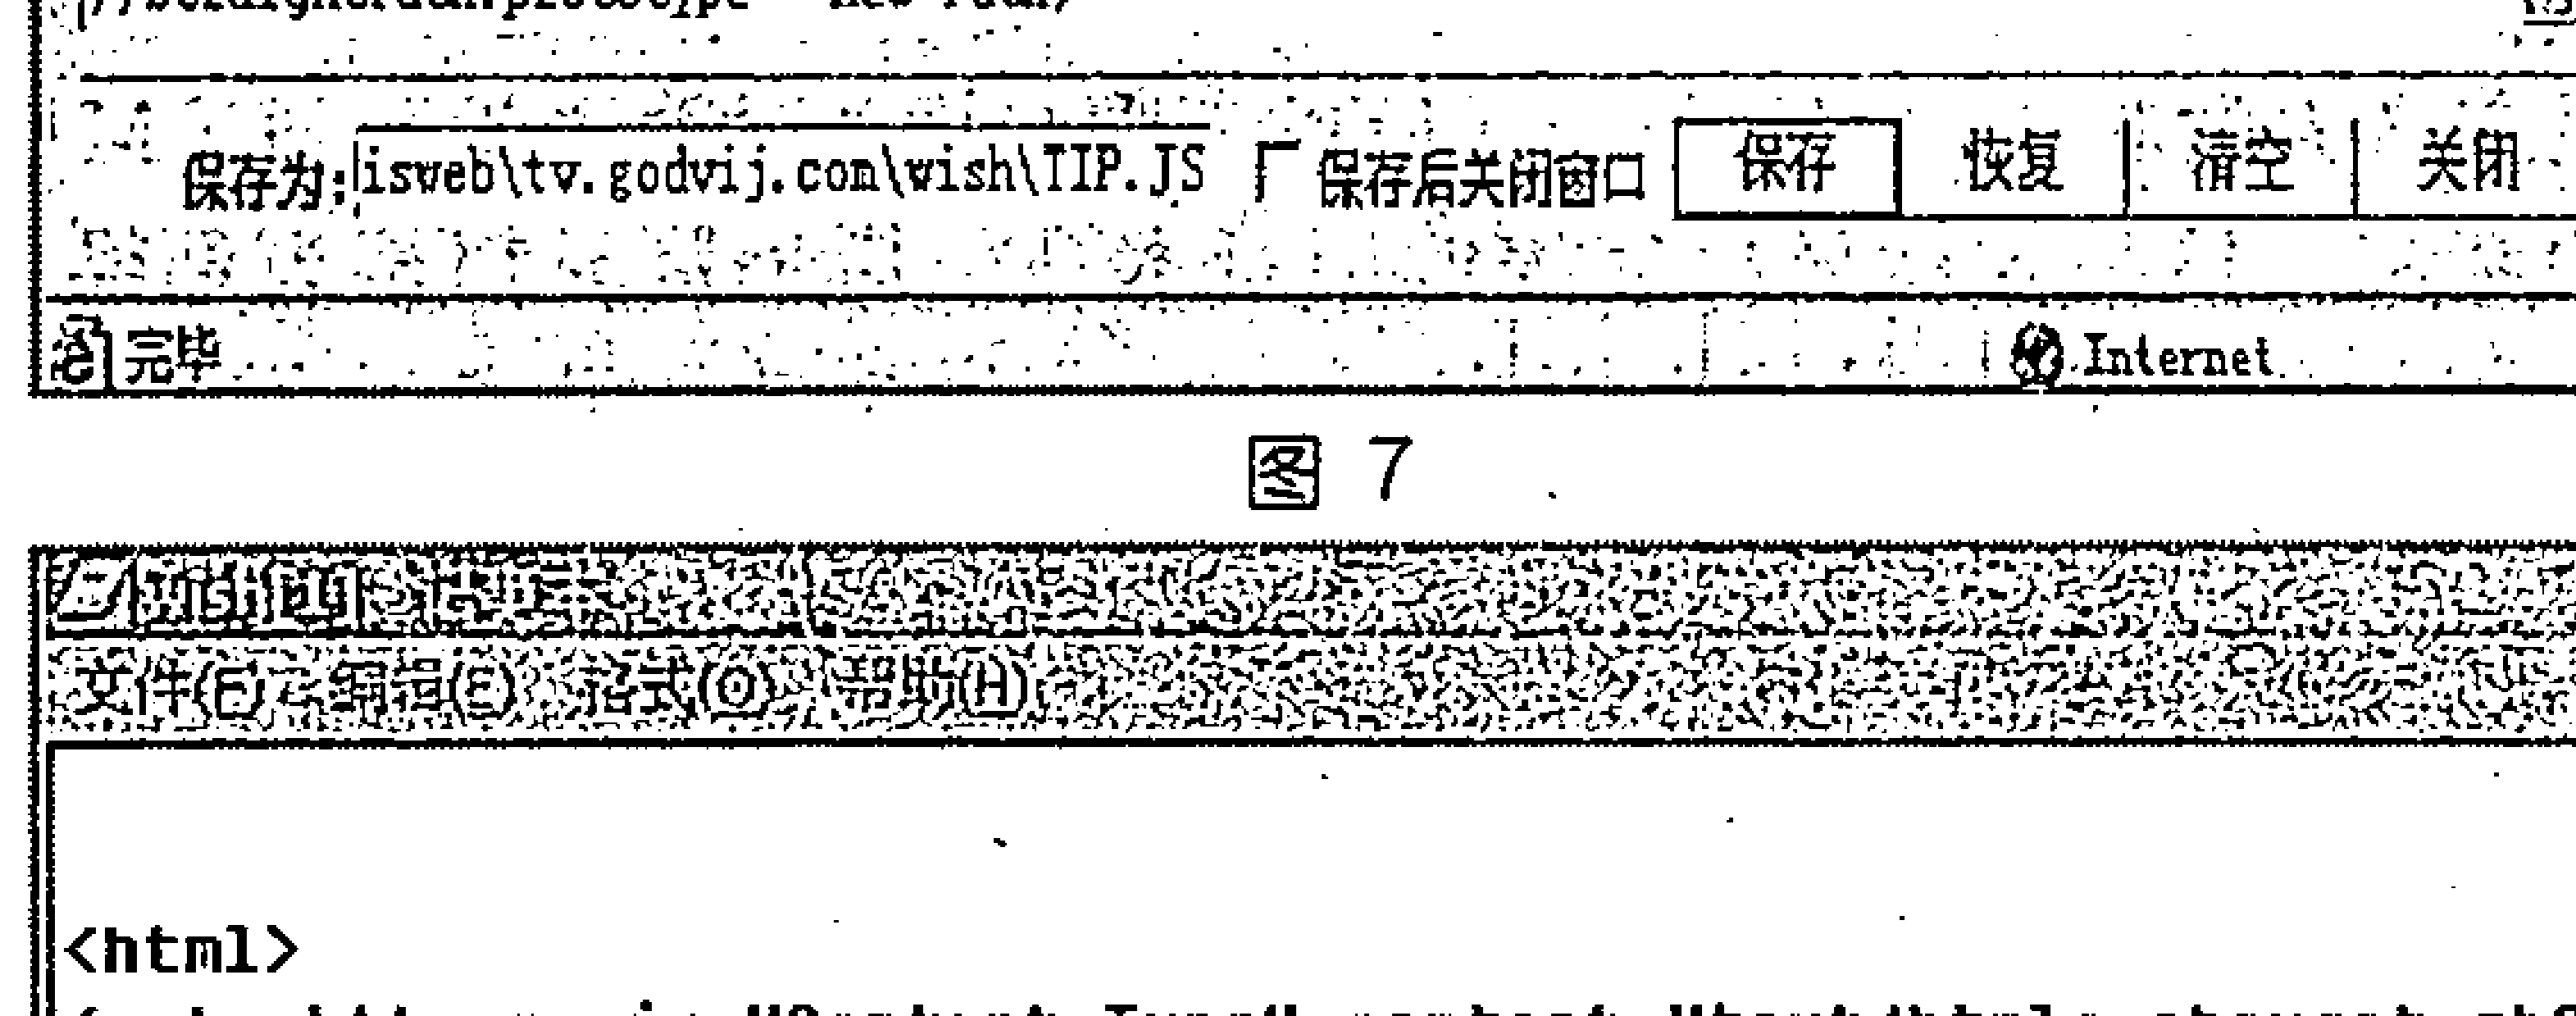 保存为: isweb\tv.godvij.com\wish\TIP.JS 保存后关闭窗口 保存 恢复 清空 关闭
完毕 Internet
图 7
文件(F) 编辑(E) 格式(O) 帮助(H)
<html>